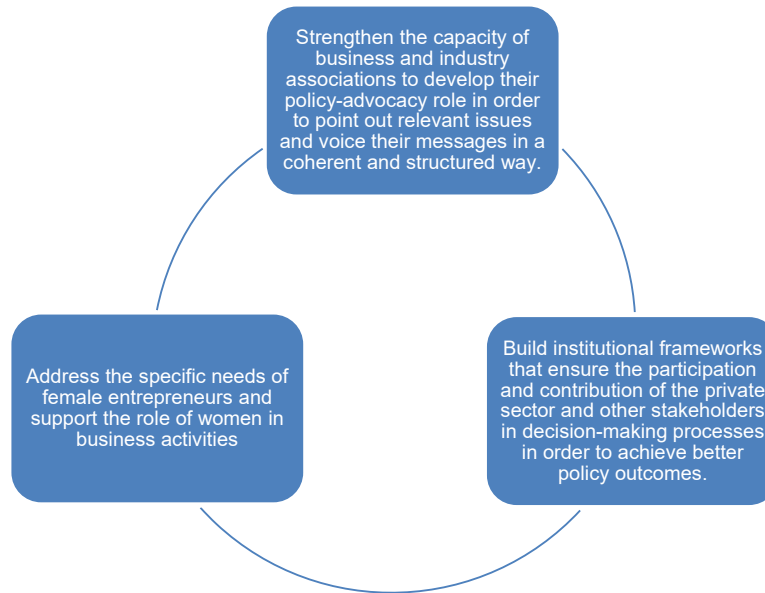 Strengthen the capacity of
business and industry
associations to develop their
policy-advocacy role in order
to point out relevant issues
and voice their messages in a
coherent and structured way.
Address the specific needs of
female entrepreneurs and
support the role of women in
business activities
Build institutional frameworks
that ensure the participation
and contribution of the private
sector and other stakeholders
in decision-making processes
in order to achieve better
policy outcomes.